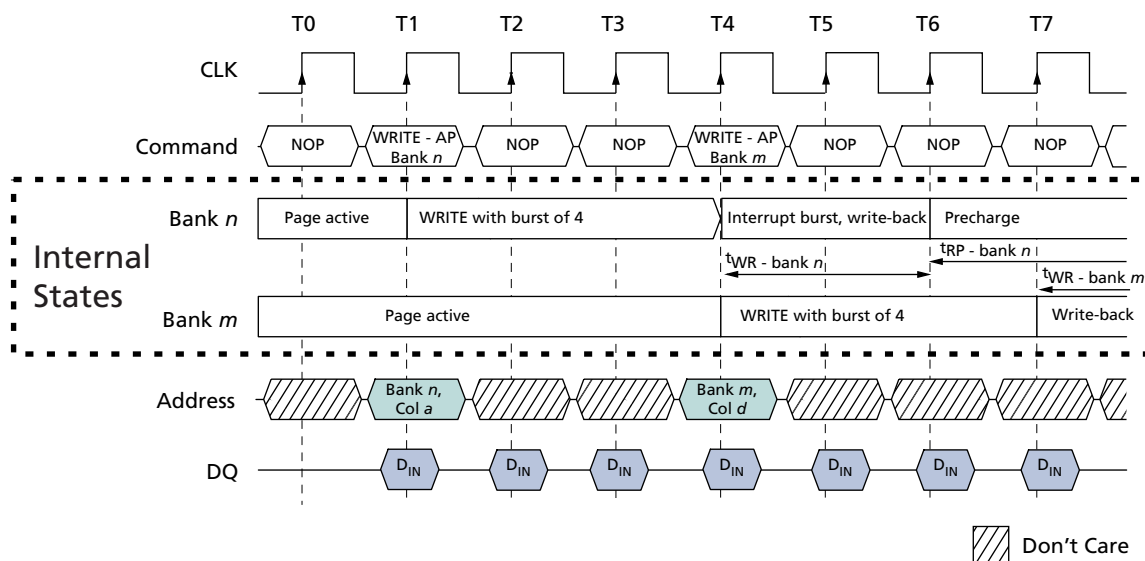 T0 T1 T2 T3 T4 T5 T6 T7
CLK
Command NOP WRITE - AP Bank n NOP NOP WRITE - AP Bank m NOP NOP NOP
Internal States
Bank n Page active WRITE with burst of 4 Interrupt burst, write-back Precharge
tWR - bank n tRP - bank n
tWR - bank m
Bank m Page active WRITE with burst of 4 Write-back
Address Bank n, Col a Bank m, Col d
DQ DIN DIN DIN DIN DIN DIN DIN
Don't Care